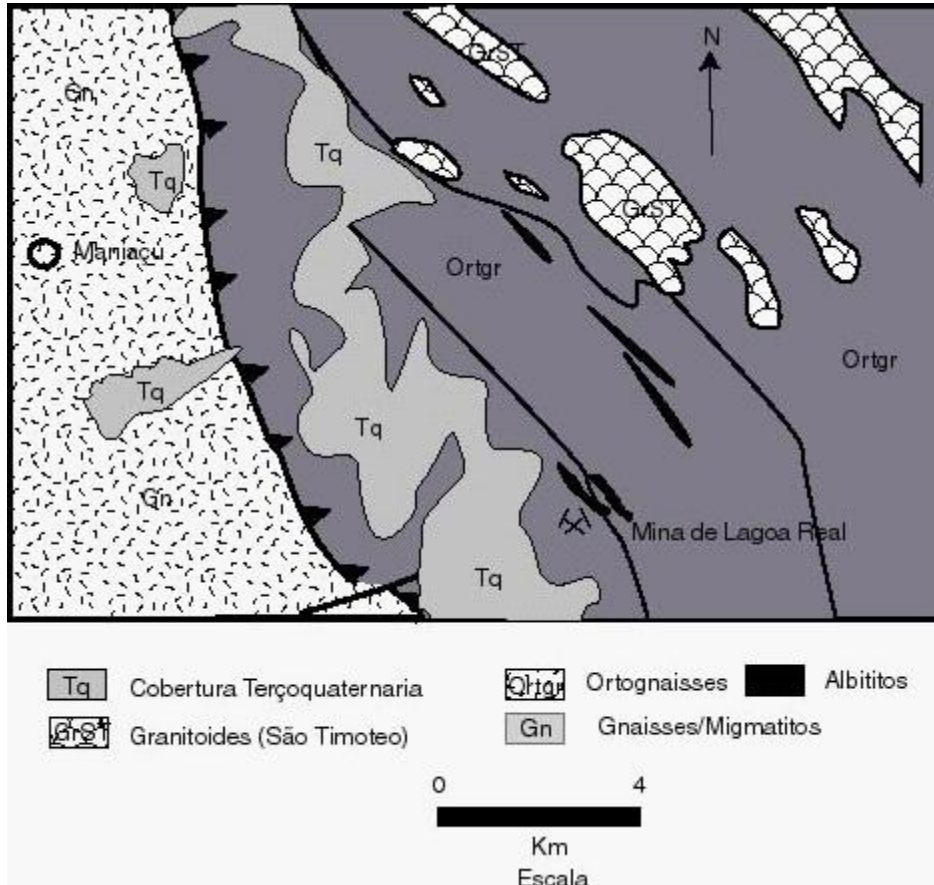 N
GrST
Gn
Tq
Tq
GrST
Maniaçú
Ortgr
Ortgr
Tq
Tq
Gn
Mina de Lagoa Real
Tq
Tq Cobertura Terçoquaternaria
Ortgr Ortognaisses
Albititos
GrST Granitoides (São Timoteo)
Gn Gnaisses/Migmatitos
0 4
Km
Escala